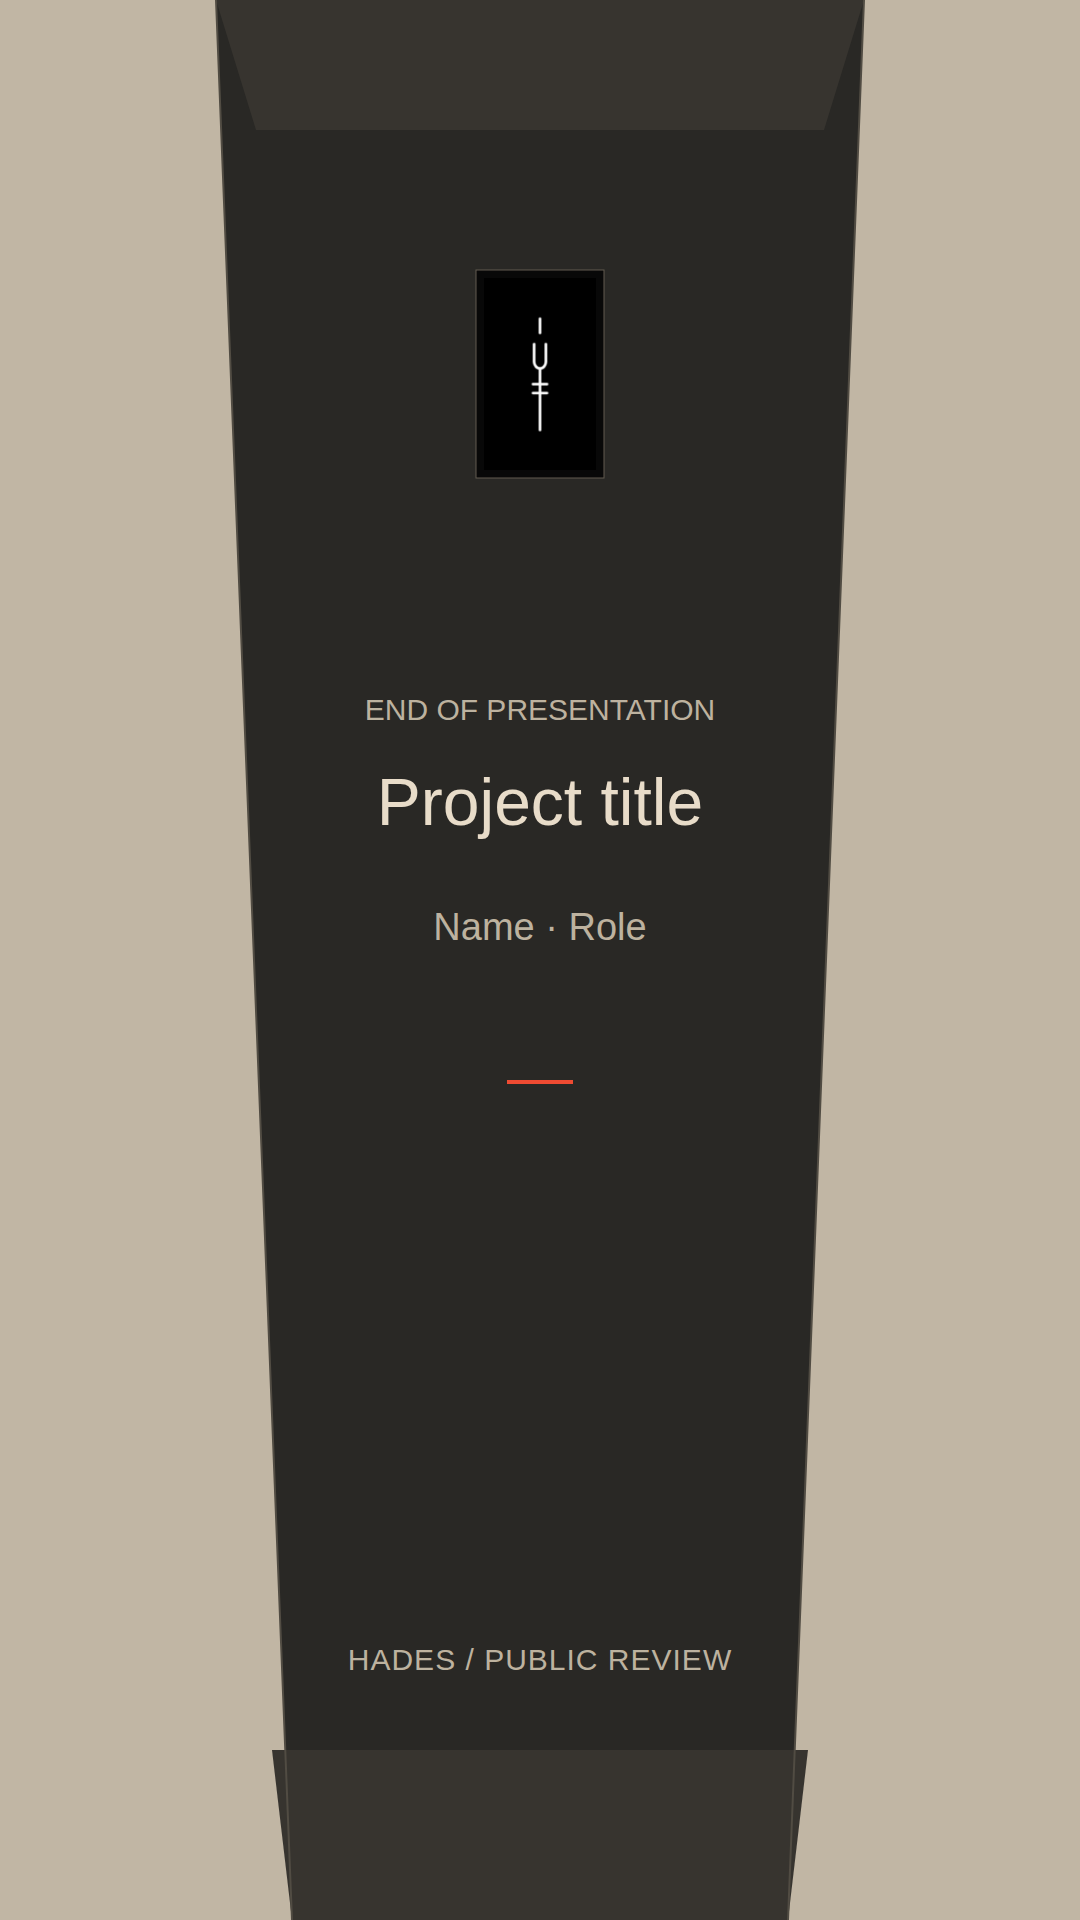 END OF PRESENTATION
Project title
Name · Role
HADES / PUBLIC REVIEW